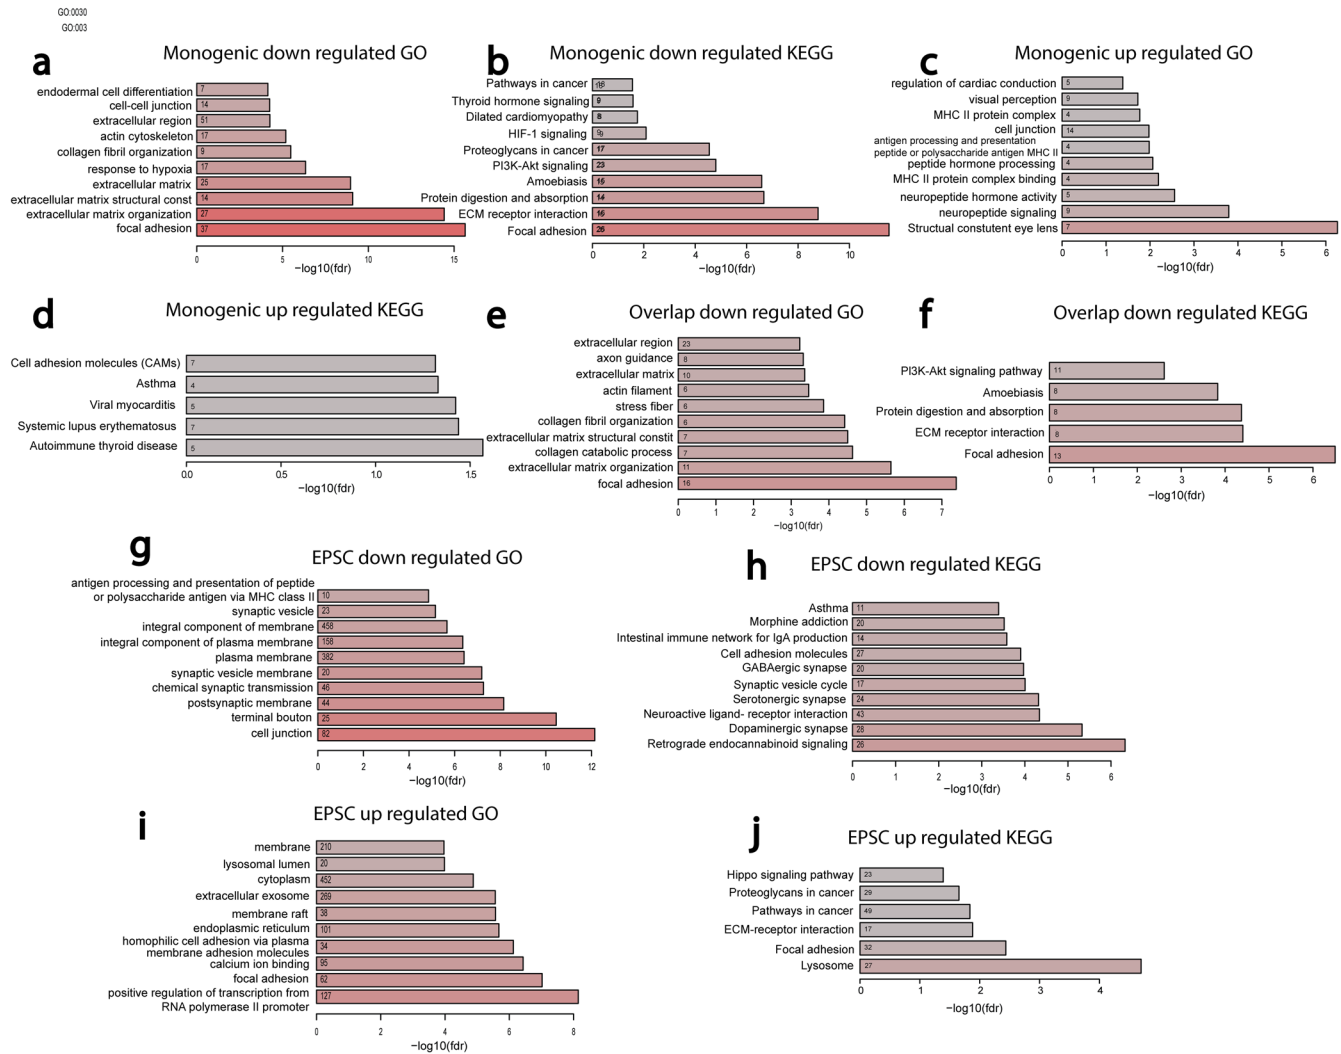 GO:0030
GO:003
a
Monogenic down regulated GO
endodermal cell differentiation 7
cell-cell junction 14
extracellular region 51
actin cytoskeleton 17
collagen fibril organization 9
response to hypoxia 17
extracellular matrix 25
extracellular matrix structural const 14
extracellular matrix organization 27
focal adhesion 37
0 5 10 15
−log10(fdr)
b
Monogenic down regulated KEGG
Pathways in cancer
Thyroid hormone signaling 9
Dilated cardiomyopathy 8
HIF-1 signaling 9
Proteoglycans in cancer 17
PI3K-Akt signaling 23
Amoebiasis 15
Protein digestion and absorption 14
ECM receptor interaction 16
Focal adhesion 26
0 2 4 6 8 10
−log10(fdr)
c
Monogenic up regulated GO
regulation of cardiac conduction 5
visual perception 9
MHC II protein complex 4
cell junction 14
antigen processing and presentation
peptide or polysaccharide antigen MHC II 4
peptide hormone processing 4
MHC II protein complex binding 4
neuropeptide hormone activity 5
neuropeptide signaling 9
Structual constutent eye lens 7
0 1 2 3 4 5 6
−log10(fdr)
d
Monogenic up regulated KEGG
Cell adhesion molecules (CAMs) 7
Asthma 4
Viral myocarditis 5
Systemic lupus erythematosus 7
Autoimmune thyroid disease 5
0.0 0.5 1.0 1.5
−log10(fdr)
e
Overlap down regulated GO
extracellular region 23
axon guidance 8
extracellular matrix 10
actin filament 6
stress fiber 6
collagen fibril organization 6
extracellular matrix structural constit 7
collagen catabolic process 7
extracellular matrix organization 11
focal adhesion 16
0 1 2 3 4 5 6 7
−log10(fdr)
f
Overlap down regulated KEGG
PI3K-Akt signaling pathway 11
Amoebiasis 8
Protein digestion and absorption 8
ECM receptor interaction 8
Focal adhesion 13
0 1 2 3 4 5 6
−log10(fdr)
g
EPSC down regulated GO
antigen processing and presentation of peptide
or polysaccharide antigen via MHC class II 10
synaptic vesicle 23
integral component of membrane 458
integral component of plasma membrane 158
plasma membrane 382
synaptic vesicle membrane 20
chemical synaptic transmission 46
postsynaptic membrane 44
terminal bouton 25
cell junction 82
0 2 4 6 8 10 12
−log10(fdr)
h
EPSC down regulated KEGG
Asthma 11
Morphine addiction 20
Intestinal immune network for IgA production 14
Cell adhesion molecules 27
GABAergic synapse 20
Synaptic vesicle cycle 17
Serotonergic synapse 24
Neuroactive ligand- receptor interaction 43
Dopaminergic synapse 28
Retrograde endocannabinoid signaling 26
0 1 2 3 4 5 6
−log10(fdr)
i
EPSC up regulated GO
membrane 210
lysosomal lumen 20
cytoplasm 452
extracellular exosome 269
membrane raft 38
endoplasmic reticulum 101
homophilic cell adhesion via plasma
membrane adhesion molecules 34
calcium ion binding 95
focal adhesion 62
positive regulation of transcription from
RNA polymerase II promoter 127
0 2 4 6 8
−log10(fdr)
j
EPSC up regulated KEGG
Hippo signaling pathway 23
Proteoglycans in cancer 29
Pathways in cancer 49
ECM-receptor interaction 17
Focal adhesion 32
Lysosome 27
0 1 2 3 4
−log10(fdr)